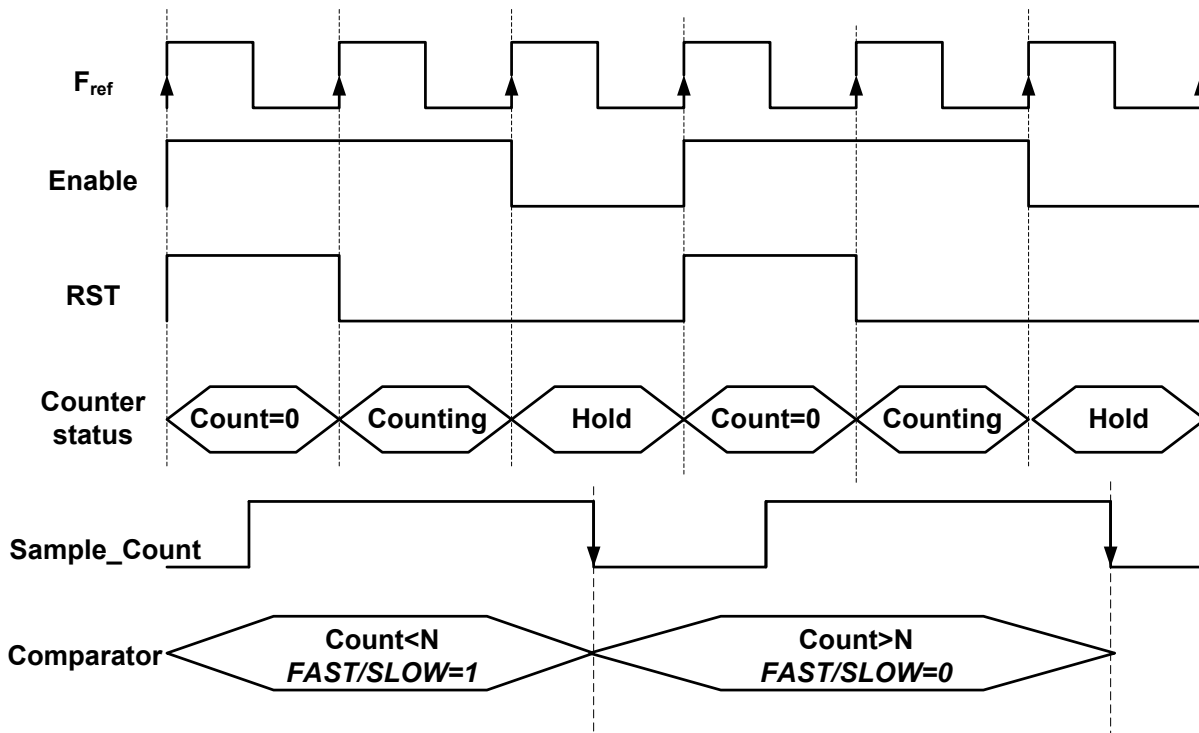 Fref
Enable
RST
Counter
status
Count=0
Counting
Hold
Count=0
Counting
Hold
Sample_Count
Comparator
Count<N
FAST/SLOW=1
Count>N
FAST/SLOW=0